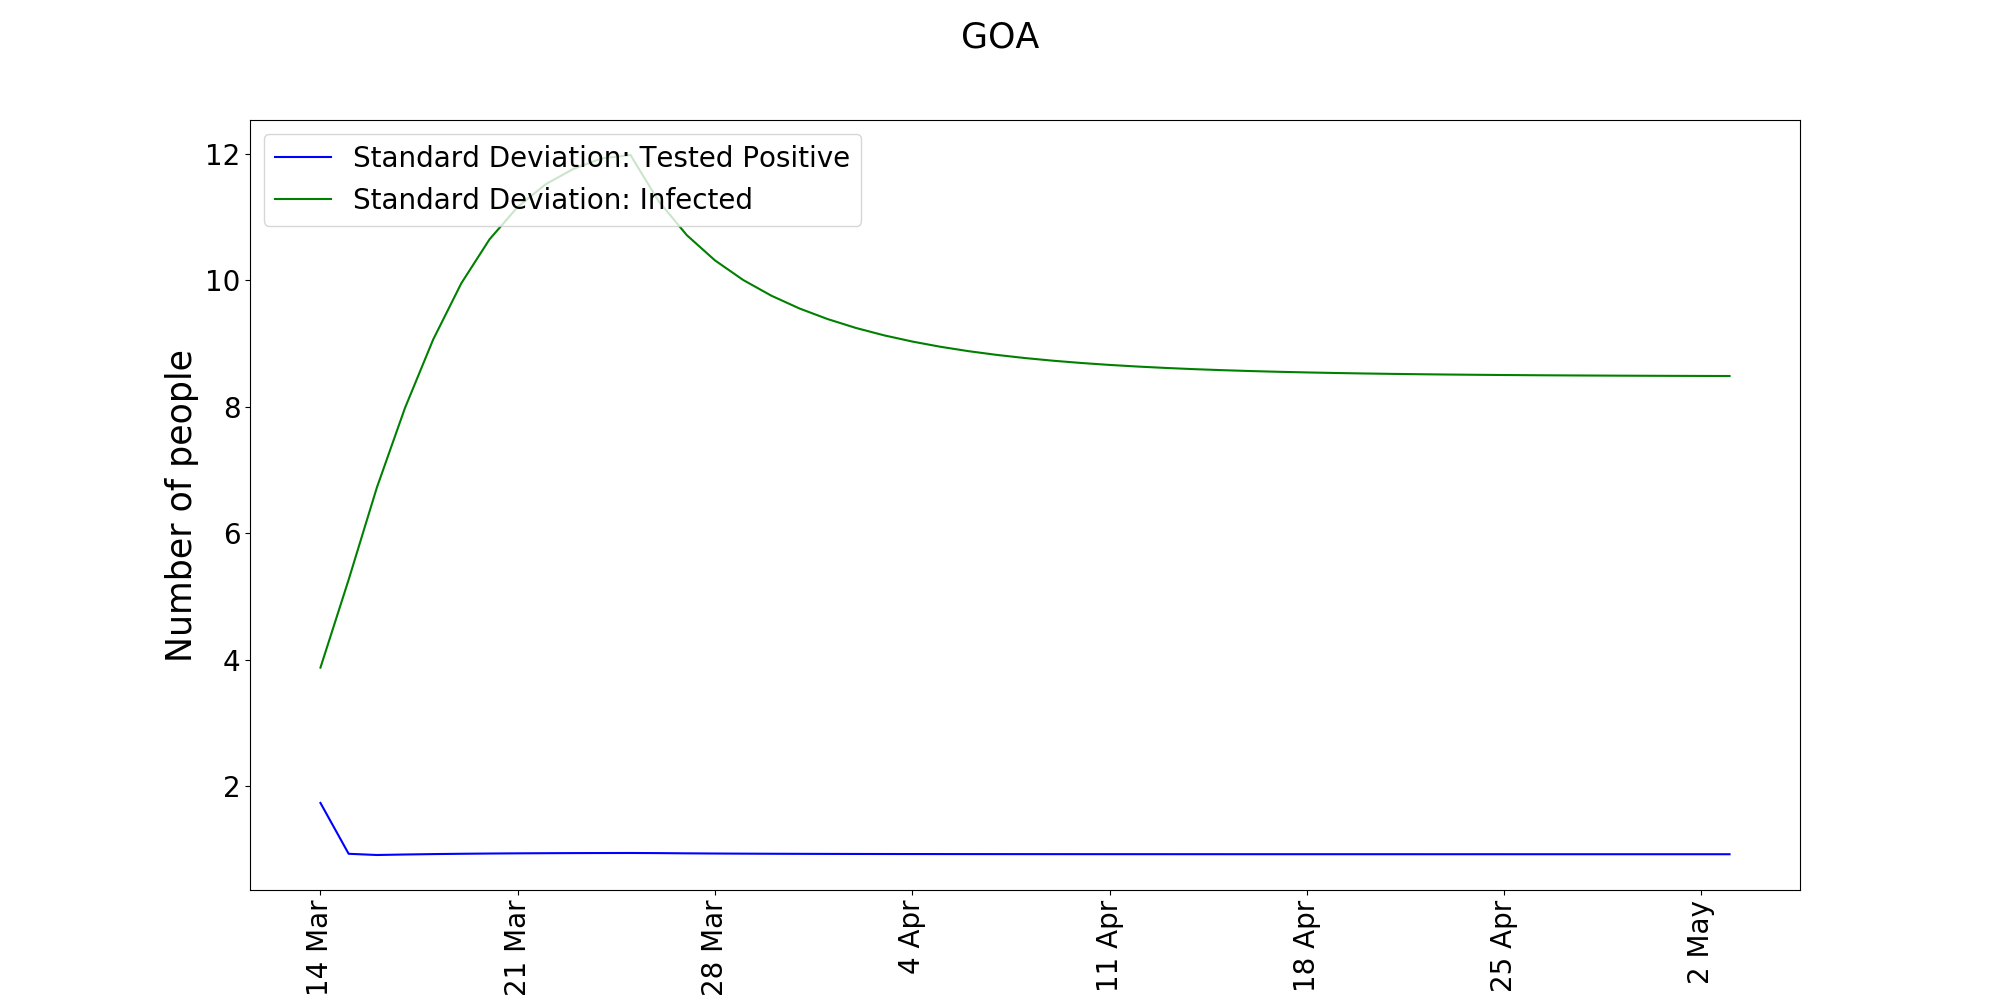 GOA
Standard Deviation: Tested Positive
Standard Deviation: Infected
Number of people
12
10
8
6
4
2
14 Mar
21 Mar
28 Mar
4 Apr
11 Apr
18 Apr
25 Apr
2 May